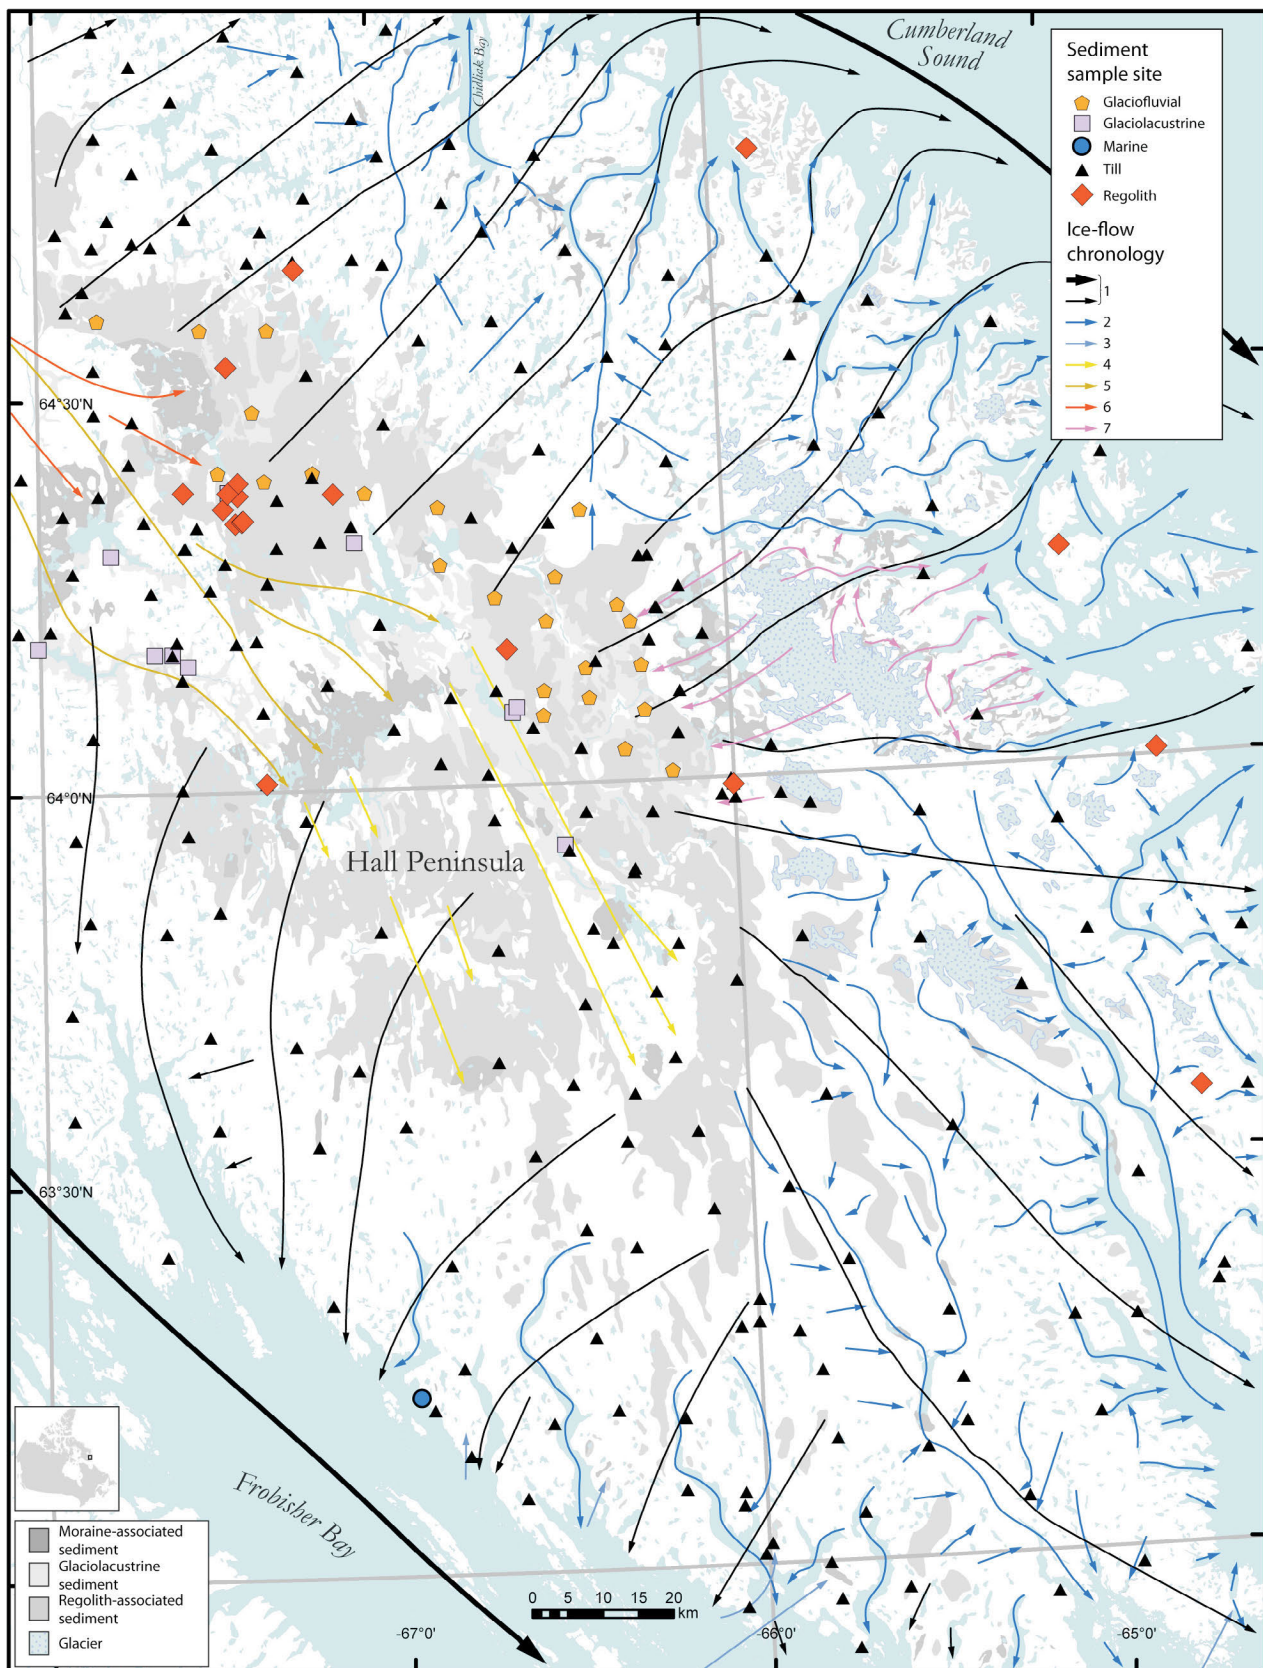 Cumberland
Sound
Chidliak Bay
Sediment
sample site
Glaciofluvial
Glaciolacustrine
Marine
Till
Regolith
Ice-flow
chronology
1
2
3
4
5
6
7
64°30'N
64°0'N
Hall Peninsula
63°30'N
Frobisher Bay
Moraine-associated
sediment
Glaciolacustrine
sediment
Regolith-associated
sediment
Glacier
0 5 10 15 20
km
-67°0'
-66°0'
-65°0'